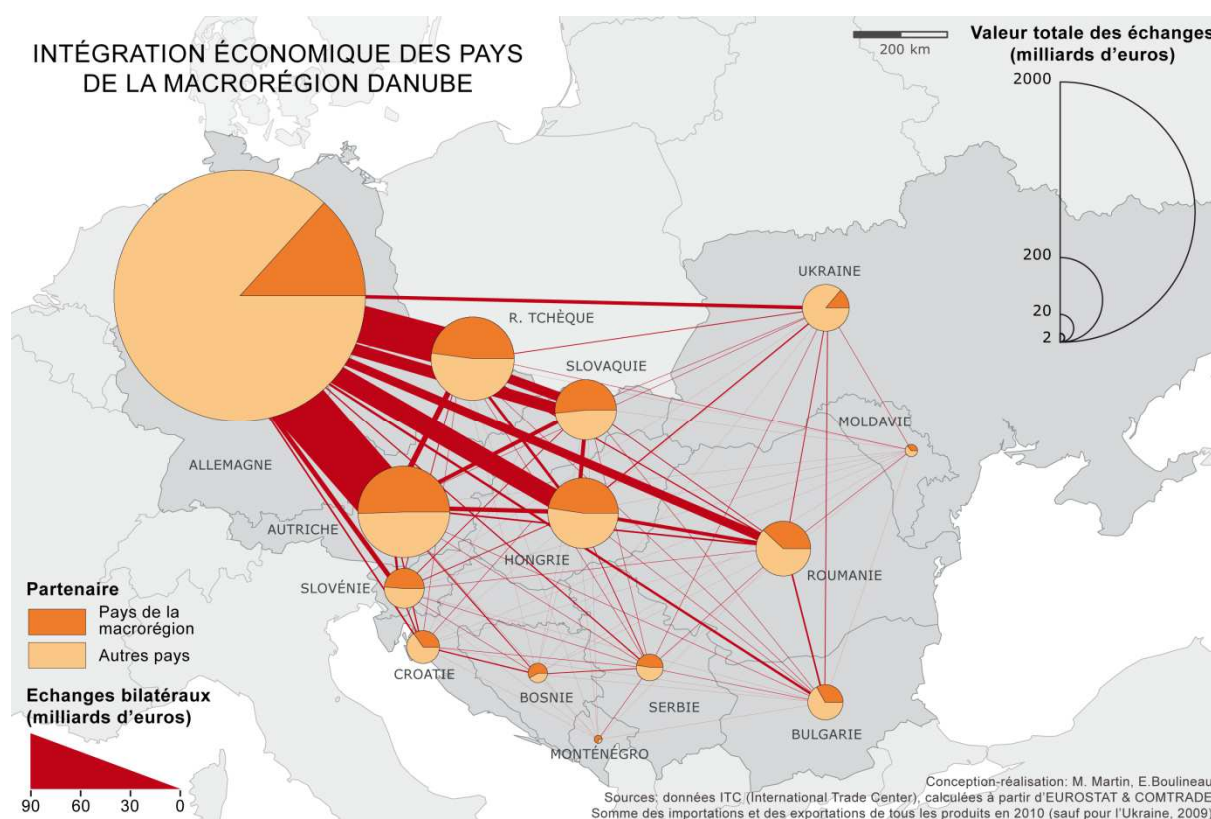 INTÉGRATION ÉCONOMIQUE DES PAYS
DE LA MACRORÉGION DANUBE
200 km
Valeur totale des échanges
(milliards d'euros)
2000
200
20
2
UKRAINE
R. TCHÈQUE
SLOVAQUIE
MOLDAVIE
ALLEMAGNE
AUTRICHE
HONGRIE
ROUMANIE
SLOVÉNIE
CROATIE
BOSNIE
SERBIE
BULGARIE
MONTÉNÉGRO
Partenaire
Pays de la
macrorégion
Autres pays
Echanges bilatéraux
(milliards d'euros)
90 60 30 0
Conception-réalisation: M. Martin, E.Boulineau
Sources: données ITC (International Trade Center), calculées à partir d'EUROSTAT & COMTRADE
Somme des importations et des exportations de tous les produits en 2010 (sauf pour l'Ukraine, 2009)